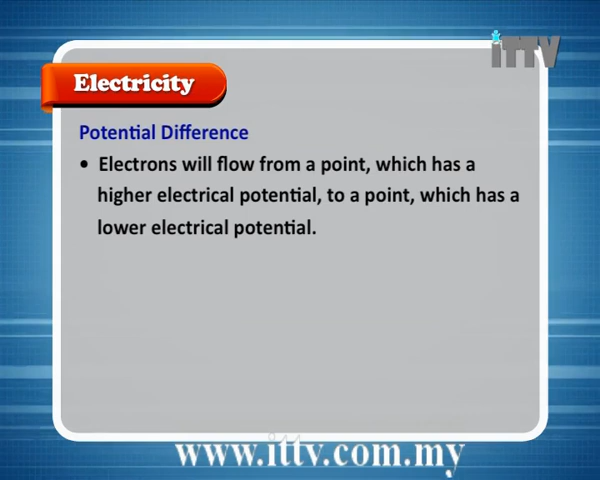 iTTV
Electricity
Potential Difference
• Electrons will flow from a point, which has a
higher electrical potential, to a point, which has a
lower electrical potential.
www.ittv.com.my